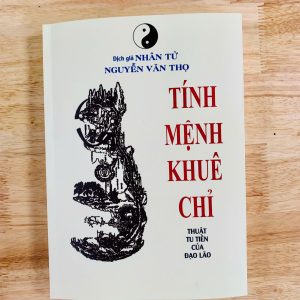 Dịch giả NHÂN TỬ
NGUYỄN VĂN THỌ
TÍNH
MỆNH
KHUÊ
CHỈ
THUẬT
TU TIÊN
CỦA
ĐẠO LÃO